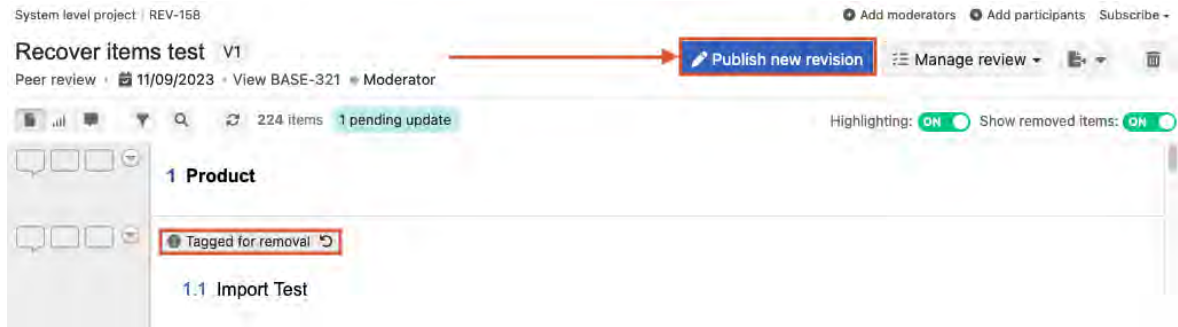 System level project | REV-158
Add moderators Add participants Subscribe
Recover items test V1
Publish new revision Manage review
Peer review · 11/09/2023 · View BASE-321 Moderator
224 items 1 pending update Highlighting: ON Show removed items: ON
1 Product
Tagged for removal
1.1 Import Test